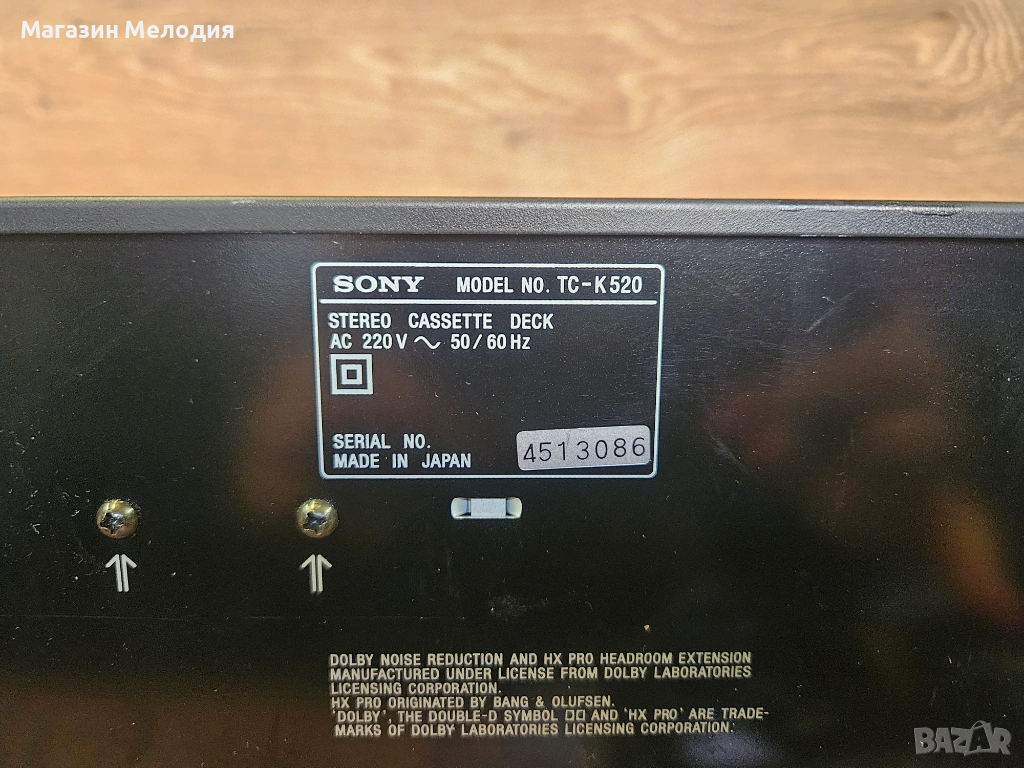 Магазин Мелодия
SONY MODEL NO. TC-K520
STEREO CASSETTE DECK
AC 220V ~ 50/60Hz
SERIAL NO. 4513086
MADE IN JAPAN
DOLBY NOISE REDUCTION AND HX PRO HEADROOM EXTENSION
MANUFACTURED UNDER LICENSE FROM DOLBY LABORATORIES
LICENSING CORPORATION.
HX PRO ORIGINATED BY BANG & OLUFSEN.
'DOLBY', THE DOUBLE-D SYMBOL AND 'HX PRO' ARE TRADE-
MARKS OF DOLBY LABORATORIES LICENSING CORPORATION.
BAZAR